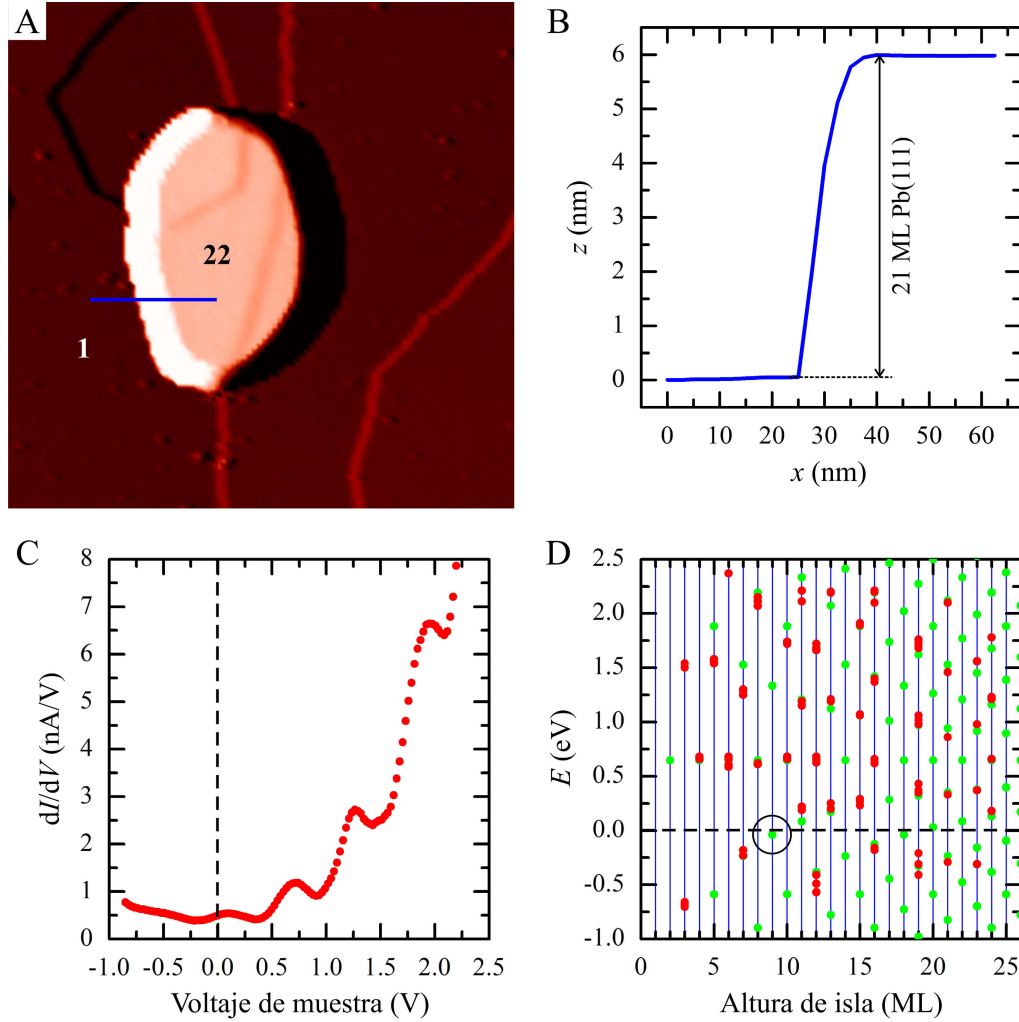 A
22
1
B
6
5
4
3
2
1
0
z (nm)
21 ML Pb(111)
0 10 20 30 40 50 60
x (nm)
C
8
7
6
5
4
3
2
1
0
dI/dV (nA/V)
-1.0 -0.5 0.0 0.5 1.0 1.5 2.0 2.5
Voltaje de muestra (V)
D
2.5
2.0
1.5
1.0
0.5
0.0
-0.5
-1.0
E (eV)
0 5 10 15 20 25
Altura de isla (ML)